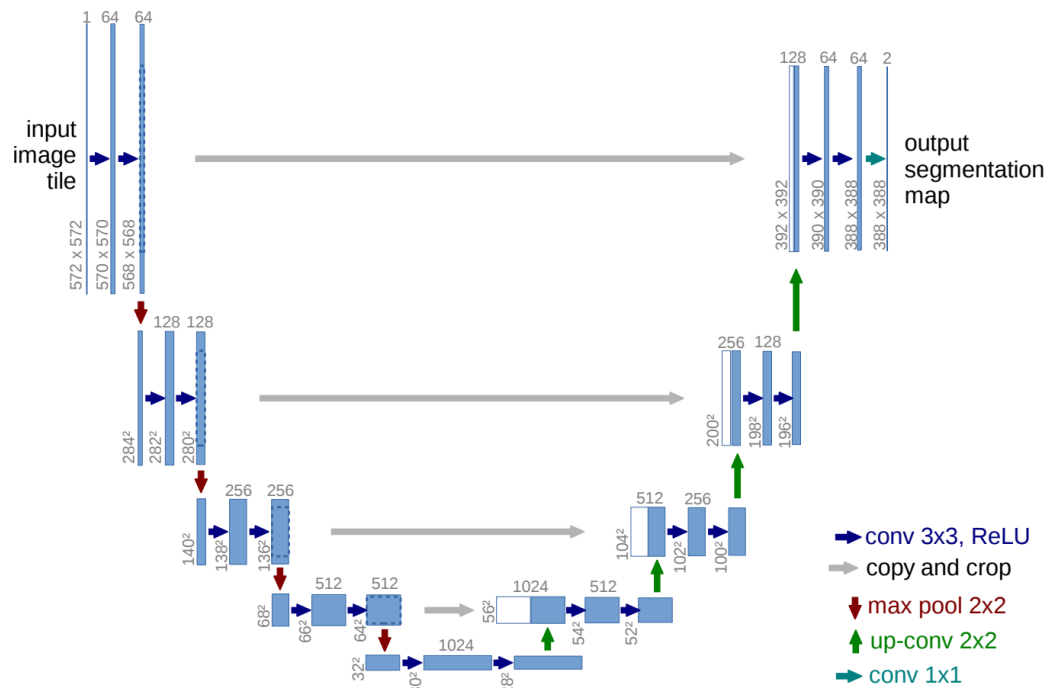 1 64 64
128 64 64 2
input
image
tile
output
segmentation
map
572 x 572
570 x 570
568 x 568
392 x 392
390 x 390
388 x 388
388 x 388
128 128
256 128
284²
282²
280²
200²
198²
196²
256 256
512 256
140²
138²
136²
104²
102²
100²
512 512
1024 512
68²
66²
64²
56²
54²
52²
1024
32²
conv 3x3, ReLU
copy and crop
max pool 2x2
up-conv 2x2
conv 1x1